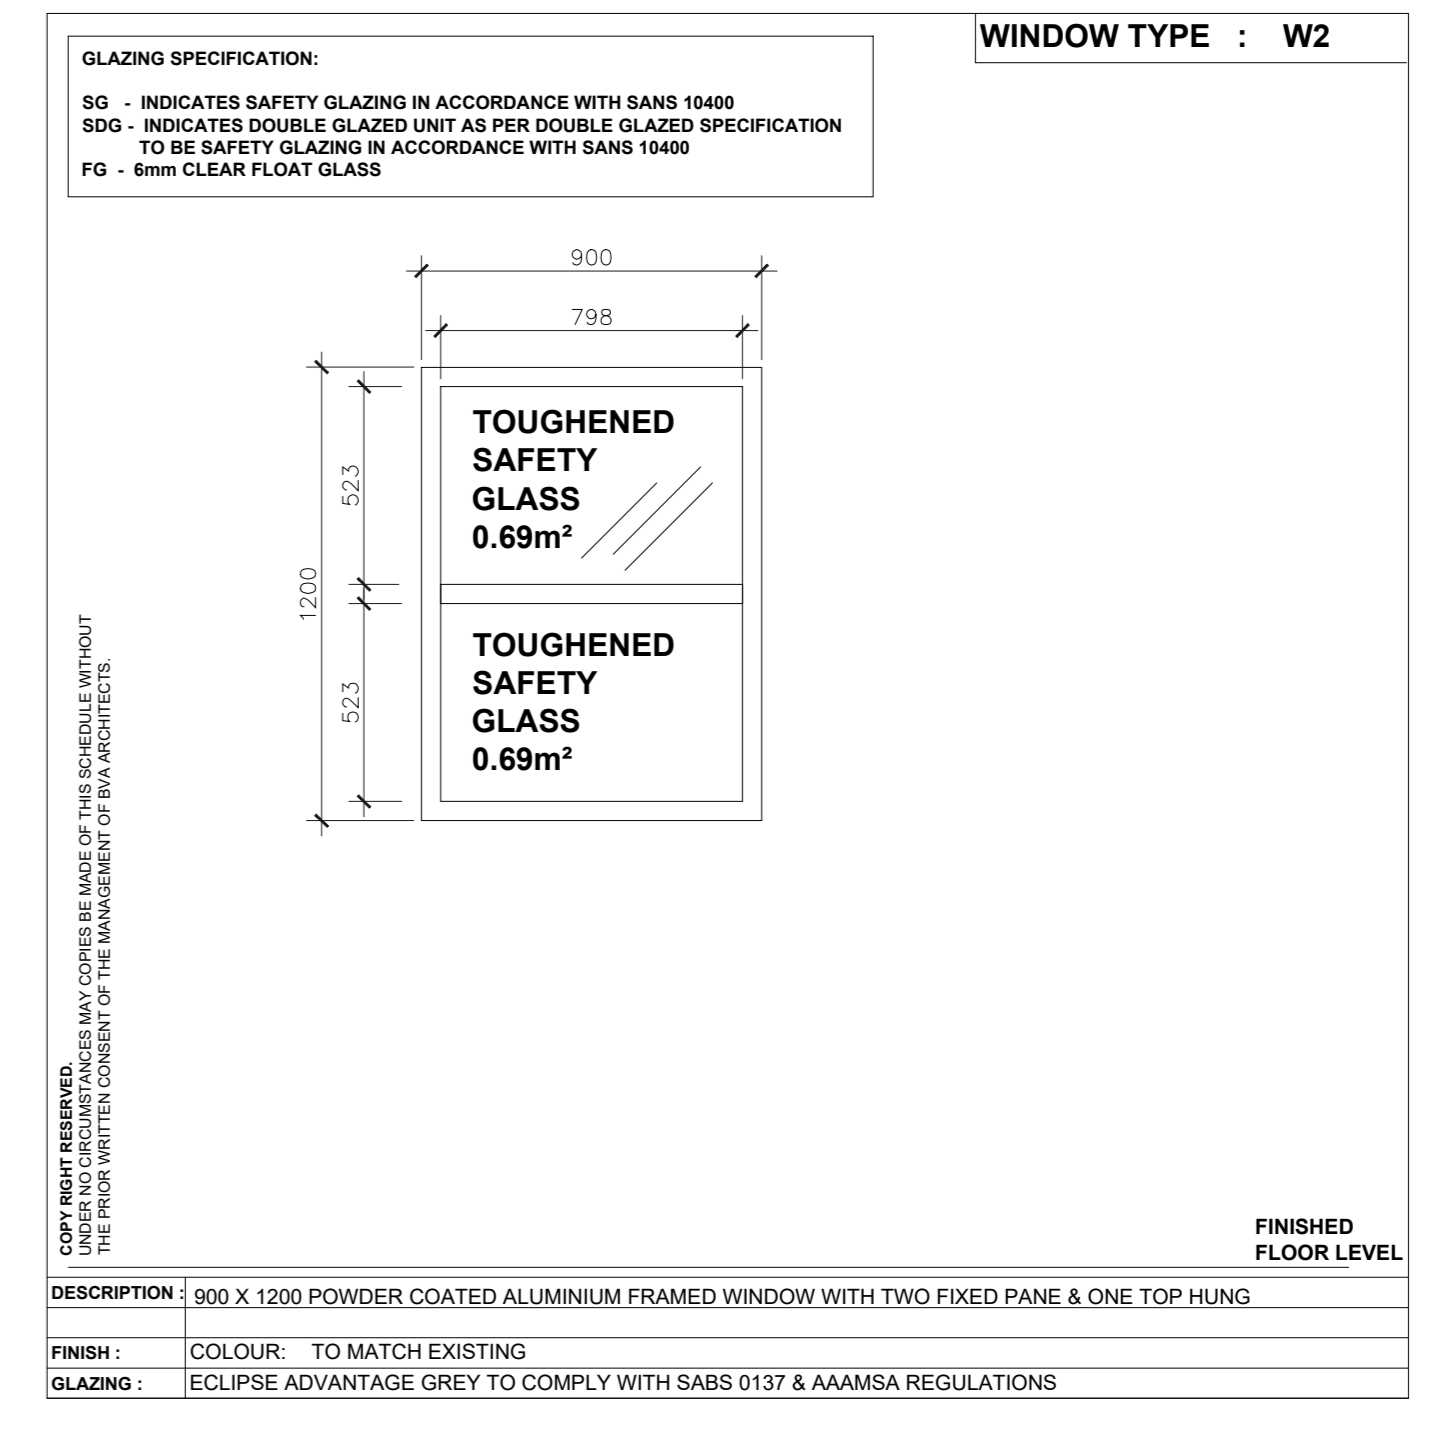 WINDOW TYPE : W2
GLAZING SPECIFICATION:
SG - INDICATES SAFETY GLAZING IN ACCORDANCE WITH SANS 10400
SDG - INDICATES DOUBLE GLAZED UNIT AS PER DOUBLE GLAZED SPECIFICATION
TO BE SAFETY GLAZING IN ACCORDANCE WITH SANS 10400
FG - 6mm CLEAR FLOAT GLASS
900
798
523
1200
523
TOUGHENED
SAFETY
GLASS
0.69m²
TOUGHENED
SAFETY
GLASS
0.69m²
COPY RIGHT RESERVED.
UNDER NO CIRCUMSTANCES MAY COPIES BE MADE OF THIS SCHEDULE WITHOUT
THE PRIOR WRITTEN CONSENT OF THE MANAGEMENT OF BVA ARCHITECTS.
FINISHED
FLOOR LEVEL
DESCRIPTION : 900 X 1200 POWDER COATED ALUMINIUM FRAMED WINDOW WITH TWO FIXED PANE & ONE TOP HUNG
FINISH : COLOUR: TO MATCH EXISTING
GLAZING : ECLIPSE ADVANTAGE GREY TO COMPLY WITH SABS 0137 & AAAMSA REGULATIONS